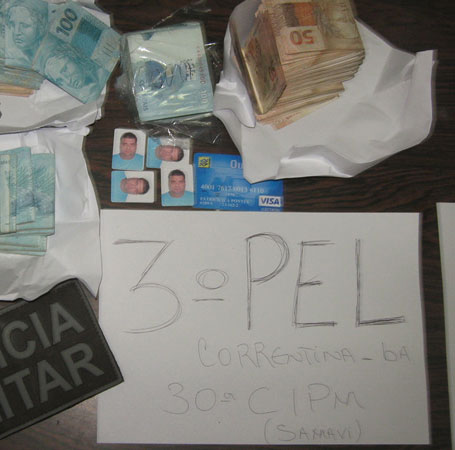 100
50
VISA
3º PEL
CORRENTINA - BA
30ª CIPM
(SAMAVI)
CIA
ITAR